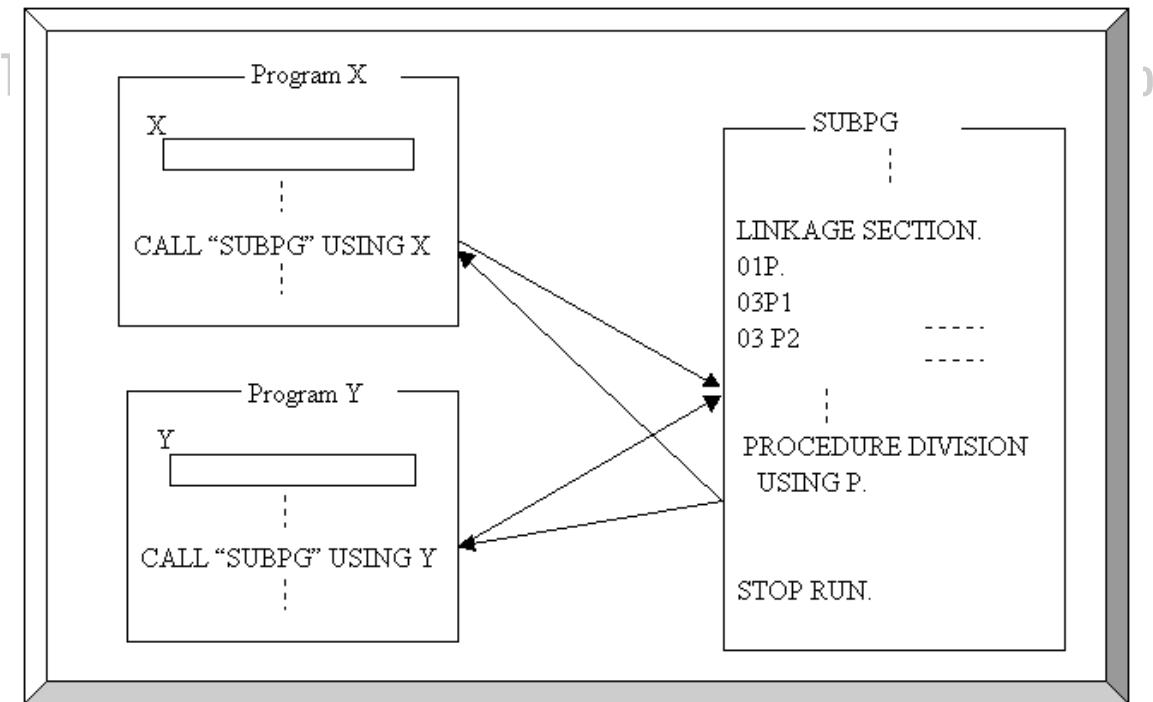 Program X
X
CALL “SUBPG” USING X
Program Y
Y
CALL “SUBPG” USING Y
SUBPG
LINKAGE SECTION.
01P.
03P1
03 P2
PROCEDURE DIVISION
USING P.
STOP RUN.